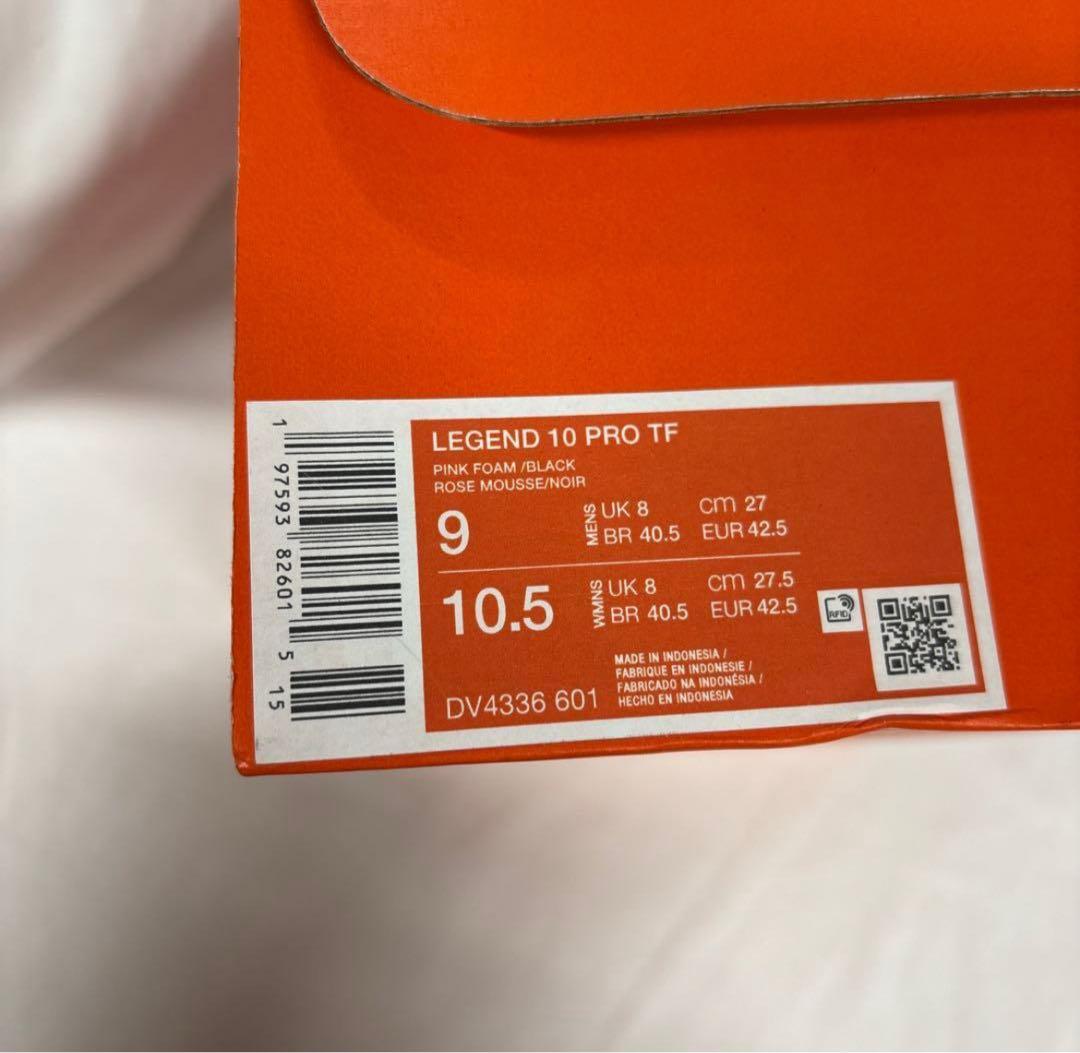 LEGEND 10 PRO TF
PINK FOAM /BLACK
ROSE MOUSSE/NOIR
9
MENS
UK 8 cm 27
BR 40.5 EUR 42.5
10.5
WMNS
UK 8 cm 27.5
BR 40.5 EUR 42.5
RFID
MADE IN INDONESIA /
FABRIQUE EN INDONESIE /
FABRICADO NA INDONÉSIA /
HECHO EN INDONESIA
DV4336 601
1 97593 82601 5 15